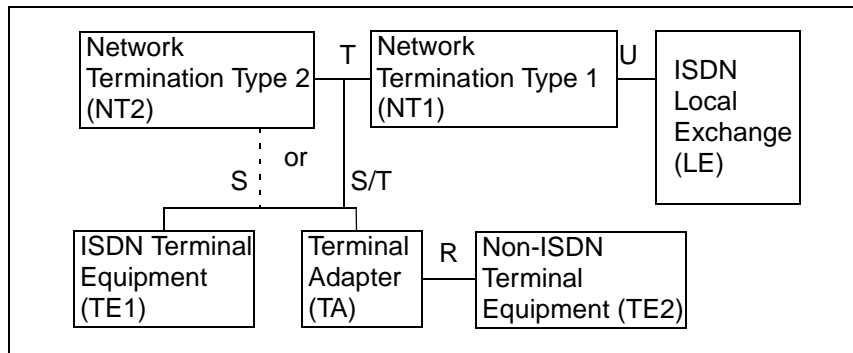 Network
Termination Type 2
(NT2)
T
Network
Termination Type 1
(NT1)
U
ISDN
Local
Exchange
(LE)
or
S
S/T
ISDN Terminal
Equipment
(TE1)
Terminal
Adapter
(TA)
R
Non-ISDN
Terminal
Equipment (TE2)